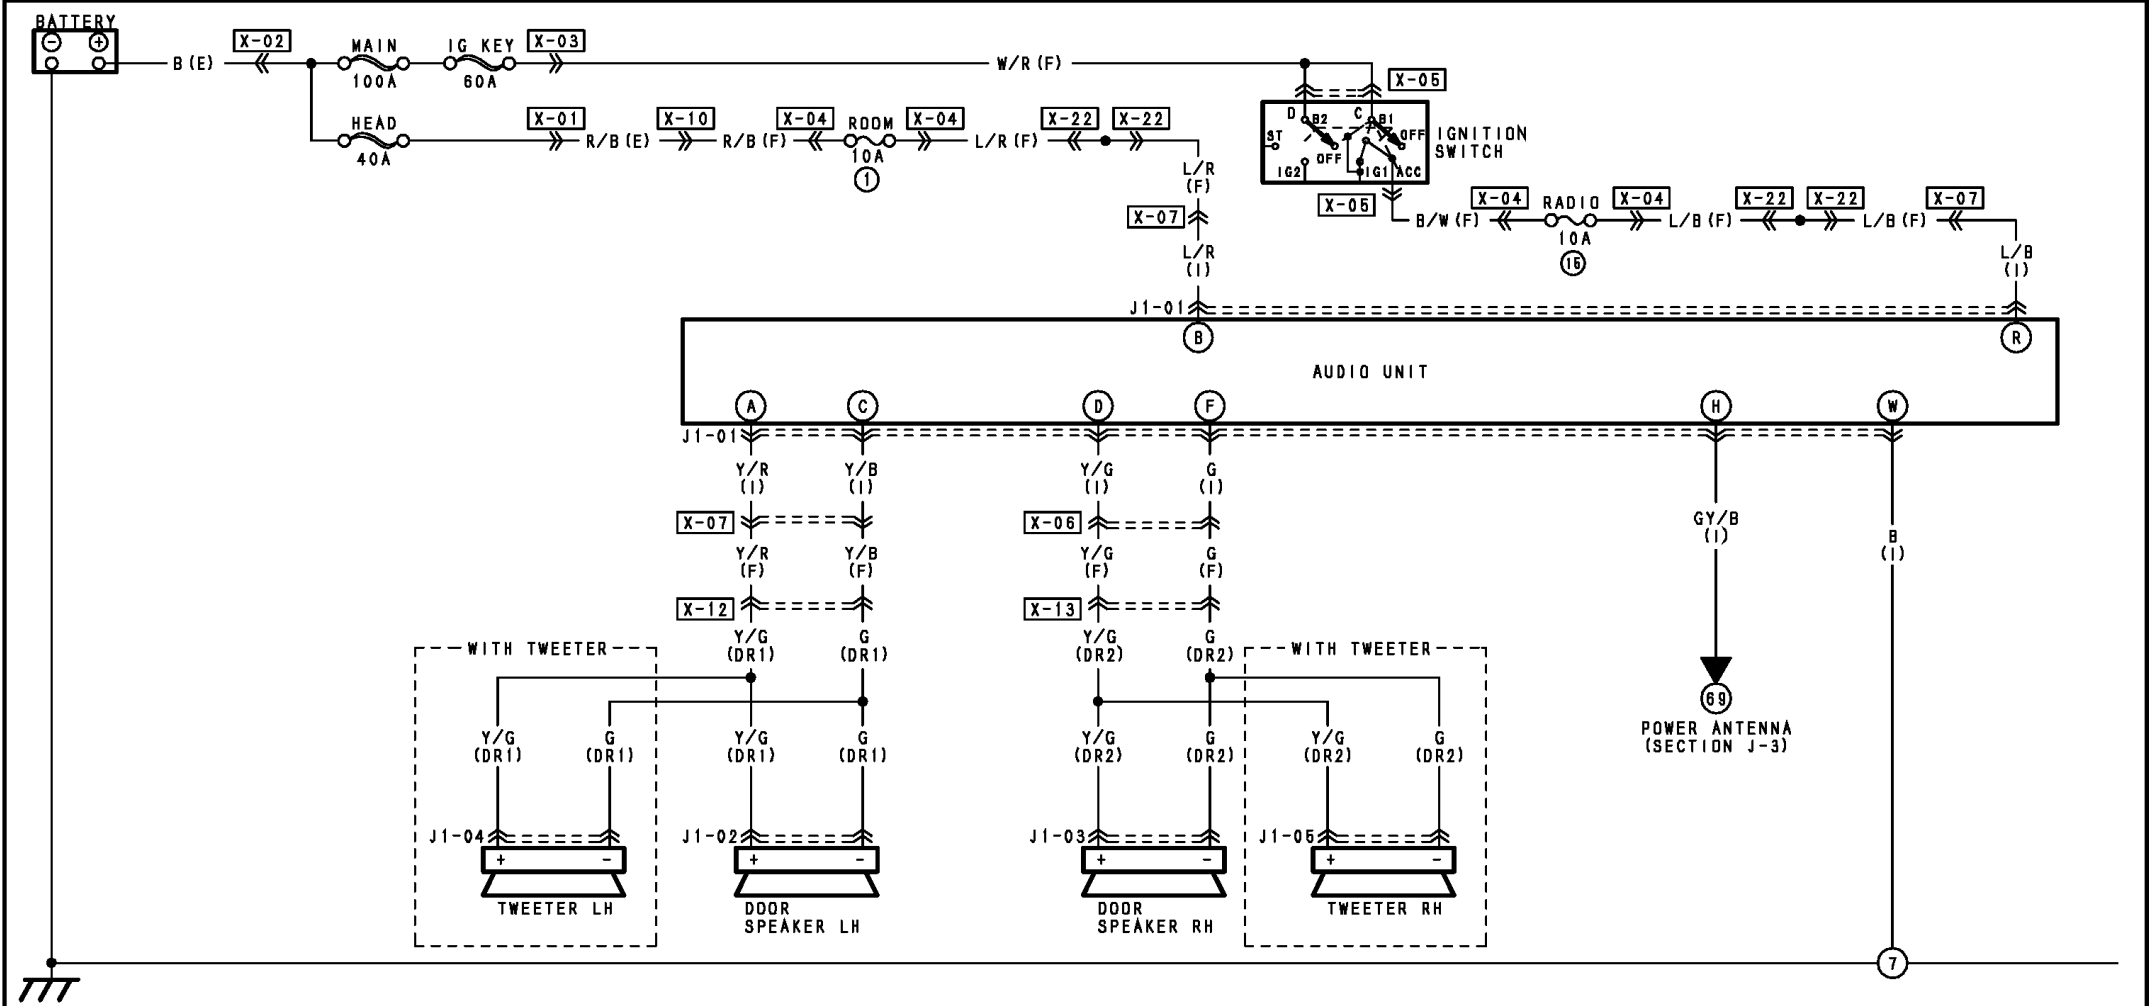 BATTERY
- +
B(E)
X-02
MAIN
100A
IG KEY
60A
X-03
W/R(F)
X-05
HEAD
40A
X-01
R/B(E)
X-10
R/B(F)
X-04
ROOM
10A
1
X-04
L/R(F)
X-22
X-22
L/R
(F)
X-07
L/R
(I)
D
B2
C
B1
ST
OFF
OFF
IG2
IG1
ACC
IGNITION
SWITCH
X-05
B/W(F)
X-04
RADIO
10A
15
X-04
L/B(F)
X-22
X-22
L/B(F)
X-07
L/B
(I)
J1-01
B
R
AUDIO UNIT
A
C
D
F
H
W
J1-01
Y/R
(I)
Y/B
(I)
Y/G
(I)
G
(I)
X-07
X-06
GY/B
(I)
B
(I)
Y/R
(F)
Y/B
(F)
Y/G
(F)
G
(F)
X-12
X-13
Y/G
(DR1)
G
(DR1)
Y/G
(DR2)
G
(DR2)
WITH TWEETER
WITH TWEETER
69
POWER ANTENNA
(SECTION J-3)
Y/G
(DR1)
G
(DR1)
Y/G
(DR1)
G
(DR1)
Y/G
(DR2)
G
(DR2)
Y/G
(DR2)
G
(DR2)
J1-04
J1-02
J1-03
J1-05
+ -
+ -
+ -
+ -
TWEETER LH
DOOR
SPEAKER LH
DOOR
SPEAKER RH
TWEETER RH
7